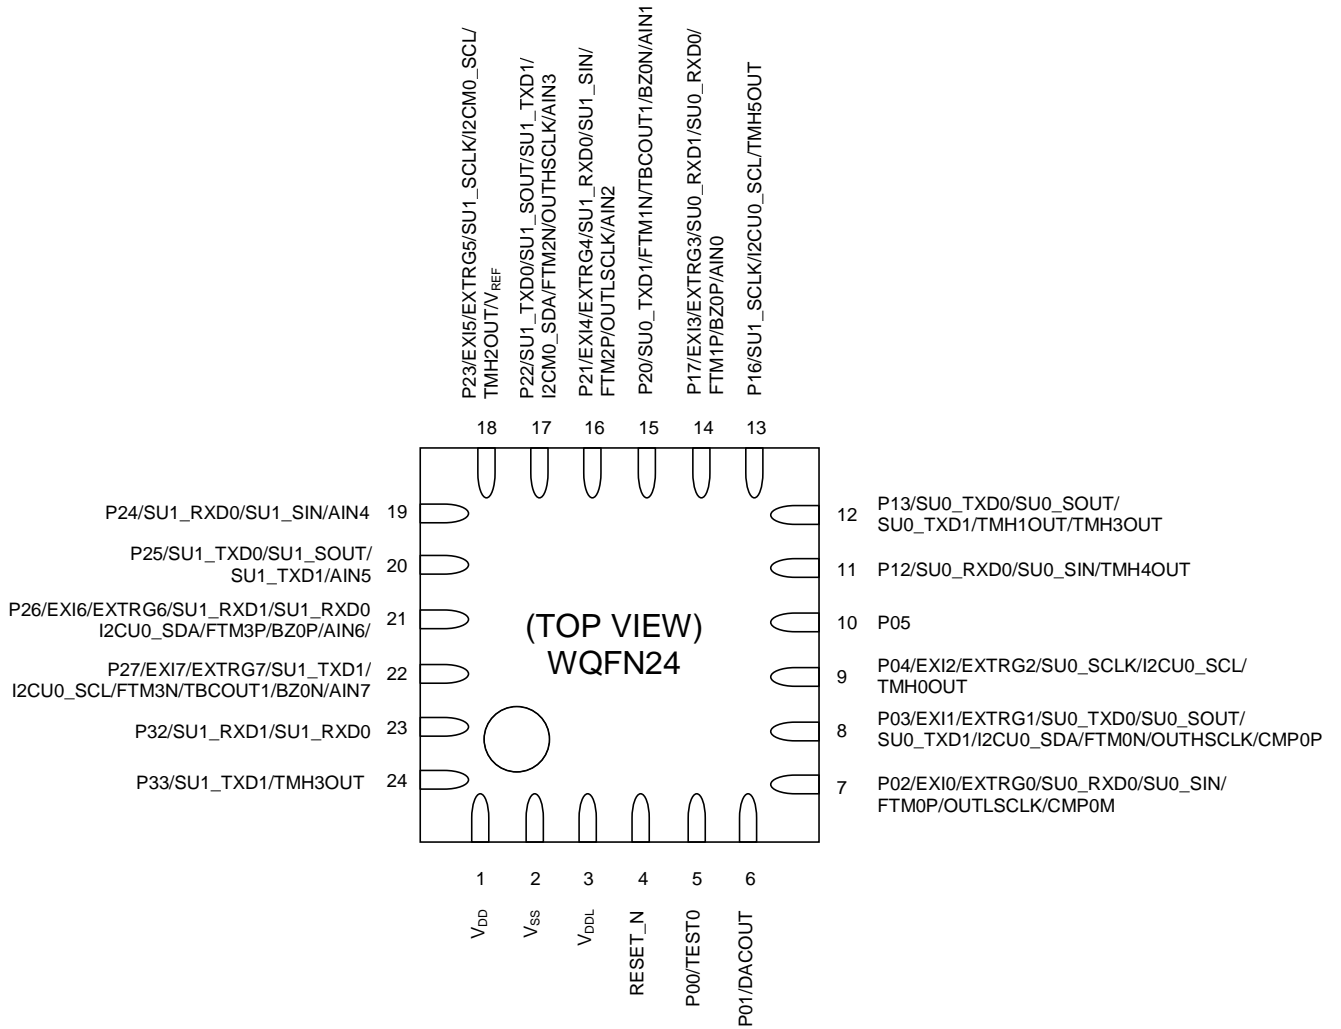 P23/EXI5/EXTRG5/SU1_SCLK/I2CM0_SCL/
TMH2OUT/VREF
P22/SU1_TXD0/SU1_SOUT/SU1_TXD1/
I2CM0_SDA/FTM2N/OUTHSCLK/AIN3
P21/EXI4/EXTRG4/SU1_RXD0/SU1_SIN/
FTM2P/OUTLSCLK/AIN2
P20/SU0_TXD1/FTM1N/TBCOUT1/BZ0N/AIN1
P17/EXI3/EXTRG3/SU0_RXD1/SU0_RXD0/
FTM1P/BZ0P/AIN0
P16/SU1_SCLK/I2CU0_SCL/TMH5OUT
18 17 16 15 14 13
P24/SU1_RXD0/SU1_SIN/AIN4 19
P25/SU1_TXD0/SU1_SOUT/
SU1_TXD1/AIN5 20
P26/EXI6/EXTRG6/SU1_RXD1/SU1_RXD0
I2CU0_SDA/FTM3P/BZ0P/AIN6/ 21
P27/EXI7/EXTRG7/SU1_TXD1/
I2CU0_SCL/FTM3N/TBCOUT1/BZ0N/AIN7 22
P32/SU1_RXD1/SU1_RXD0 23
P33/SU1_TXD1/TMH3OUT 24
(TOP VIEW)
WQFN24
12 P13/SU0_TXD0/SU0_SOUT/
SU0_TXD1/TMH1OUT/TMH3OUT
11 P12/SU0_RXD0/SU0_SIN/TMH4OUT
10 P05
9 P04/EXI2/EXTRG2/SU0_SCLK/I2CU0_SCL/
TMH0OUT
8 P03/EXI1/EXTRG1/SU0_TXD0/SU0_SOUT/
SU0_TXD1/I2CU0_SDA/FTM0N/OUTHSCLK/CMP0P
7 P02/EXI0/EXTRG0/SU0_RXD0/SU0_SIN/
FTM0P/OUTLSCLK/CMP0M
1 2 3 4 5 6
VDD
VSS
VDDL
RESET_N
P00/TEST0
P01/DACOUT